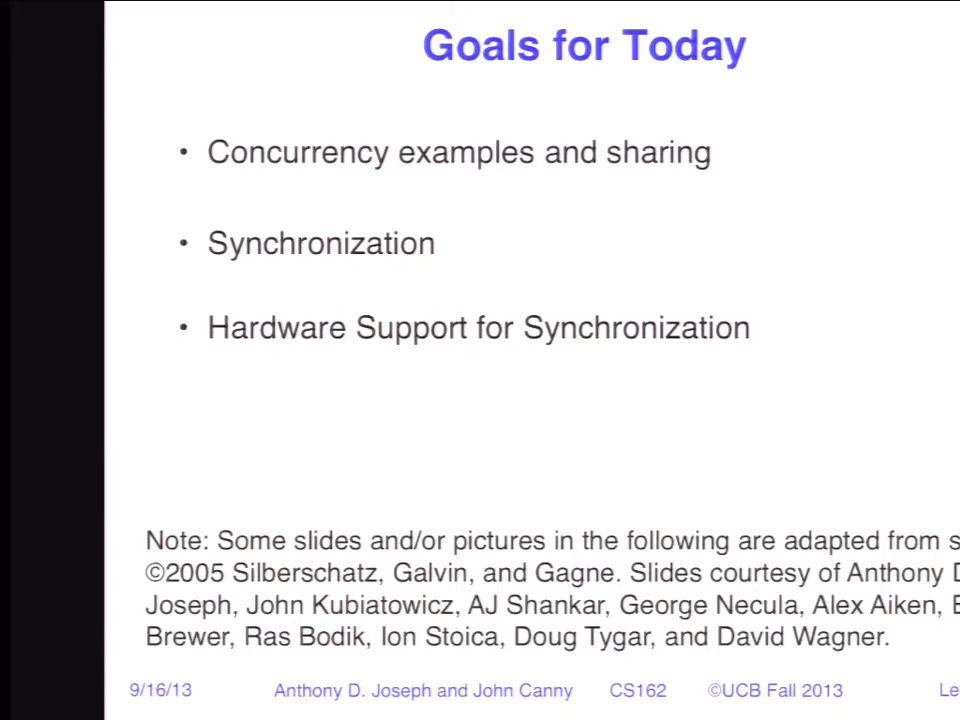 Goals for Today
• Concurrency examples and sharing
• Synchronization
• Hardware Support for Synchronization
Note: Some slides and/or pictures in the following are adapted from
©2005 Silberschatz, Galvin, and Gagne. Slides courtesy of Anthony
Joseph, John Kubiatowicz, AJ Shankar, George Necula, Alex Aiken,
Brewer, Ras Bodik, Ion Stoica, Doug Tygar, and David Wagner.
9/16/13 Anthony D. Joseph and John Canny CS162 ©UCB Fall 2013